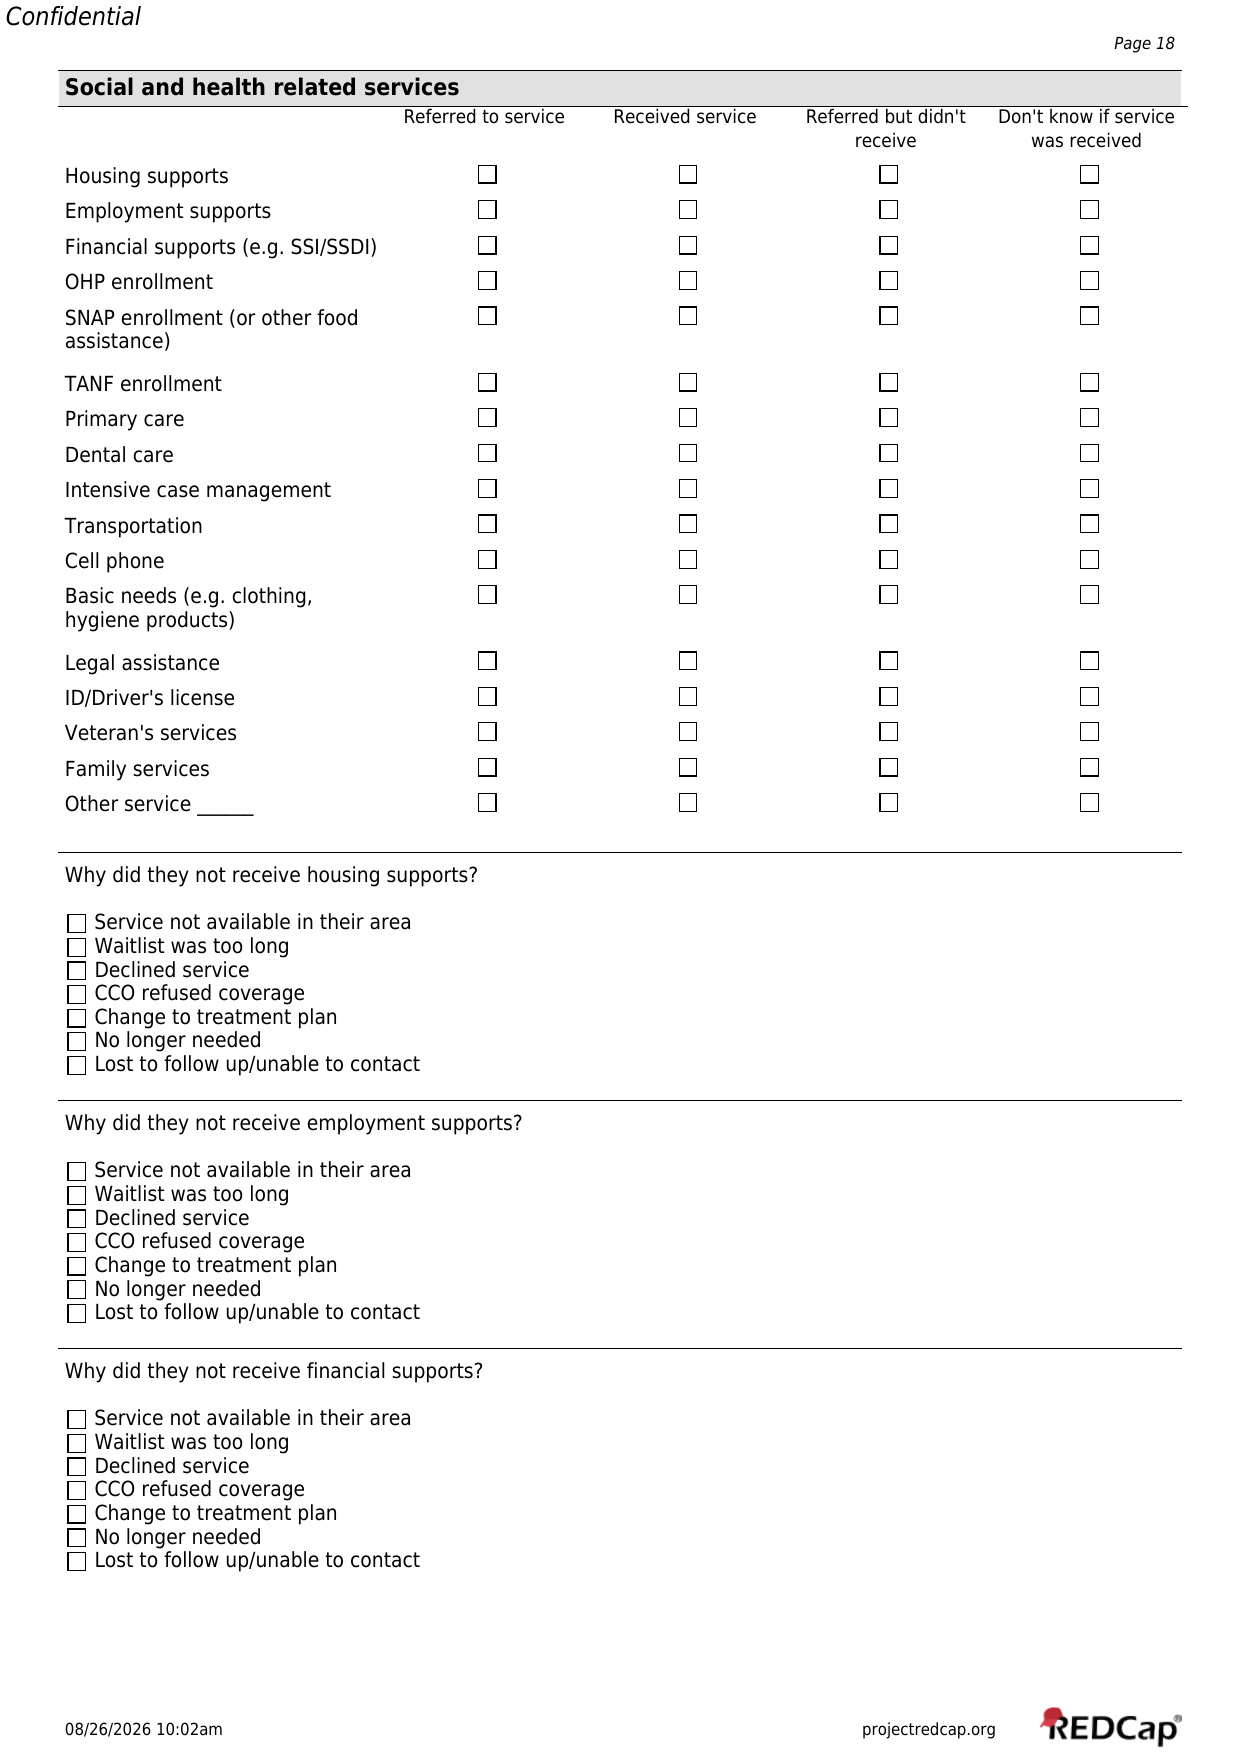 Confidential
Page 18
Social and health related services
Referred to service Received service Referred but didn't receive Don't know if service was received
Housing supports
Employment supports
Financial supports (e.g. SSI/SSDI)
OHP enrollment
SNAP enrollment (or other food
assistance)
TANF enrollment
Primary care
Dental care
Intensive case management
Transportation
Cell phone
Basic needs (e.g. clothing,
hygiene products)
Legal assistance
ID/Driver's license
Veteran's services
Family services
Other service ______
Why did they not receive housing supports?
Service not available in their area
Waitlist was too long
Declined service
CCO refused coverage
Change to treatment plan
No longer needed
Lost to follow up/unable to contact
Why did they not receive employment supports?
Service not available in their area
Waitlist was too long
Declined service
CCO refused coverage
Change to treatment plan
No longer needed
Lost to follow up/unable to contact
Why did they not receive financial supports?
Service not available in their area
Waitlist was too long
Declined service
CCO refused coverage
Change to treatment plan
No longer needed
Lost to follow up/unable to contact
08/26/2026 10:02am projectredcap.org REDCap®